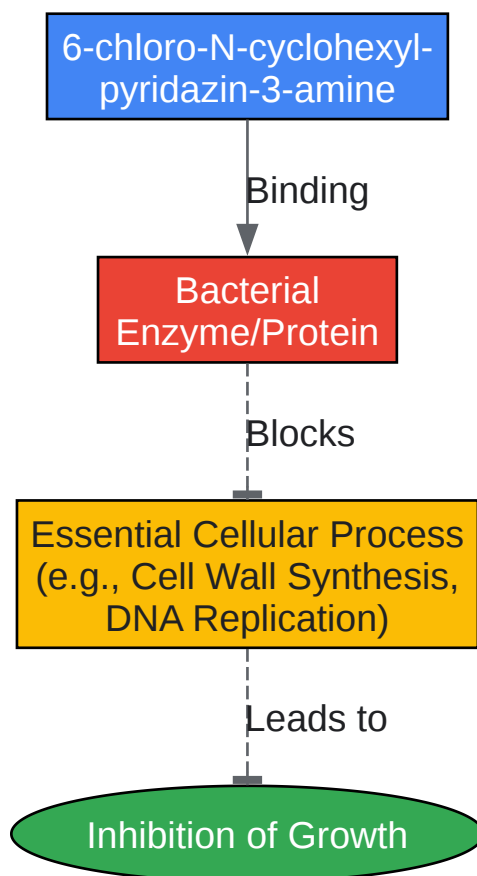 6-chloro-N-cyclohexyl-
pyridazin-3-amine
Binding
Bacterial
Enzyme/Protein
Blocks
Essential Cellular Process
(e.g., Cell Wall Synthesis,
DNA Replication)
Leads to
Inhibition of Growth